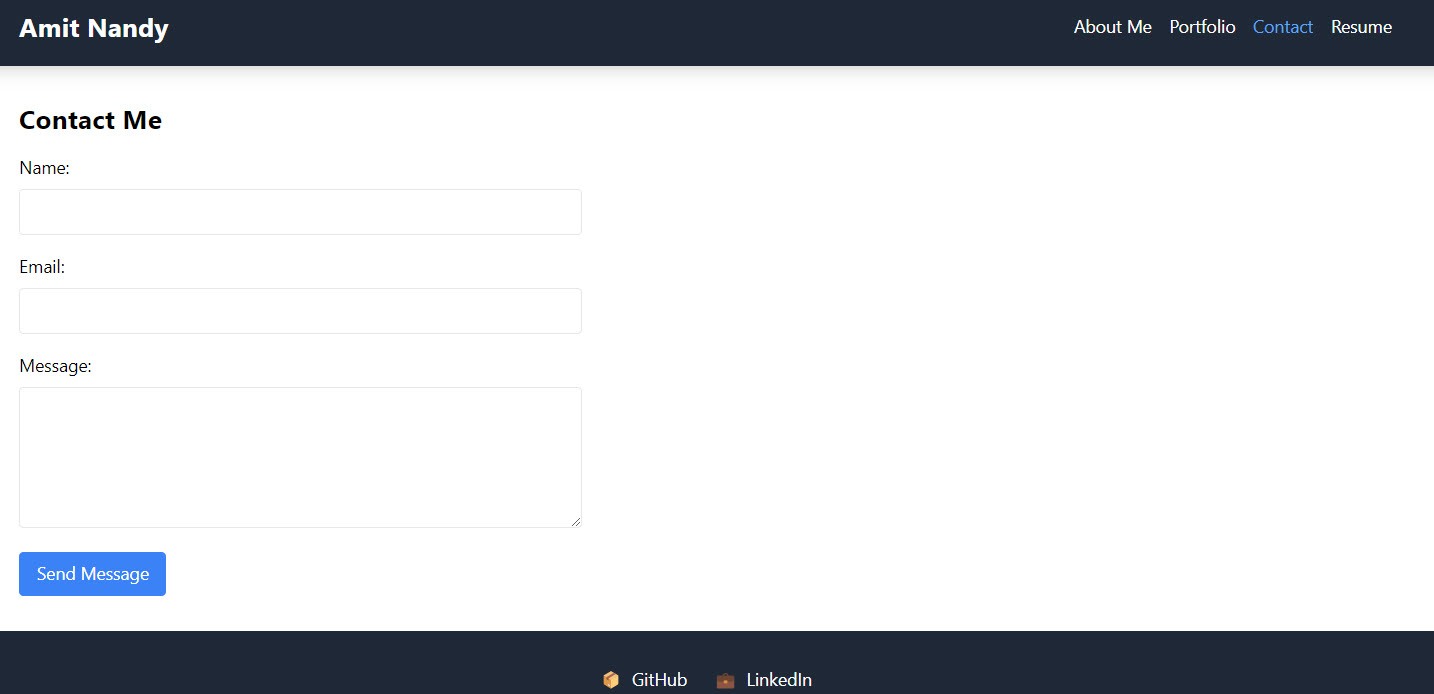 Amit Nandy
About Me Portfolio Contact Resume
Contact Me
Name:
Email:
Message:
Send Message
GitHub LinkedIn